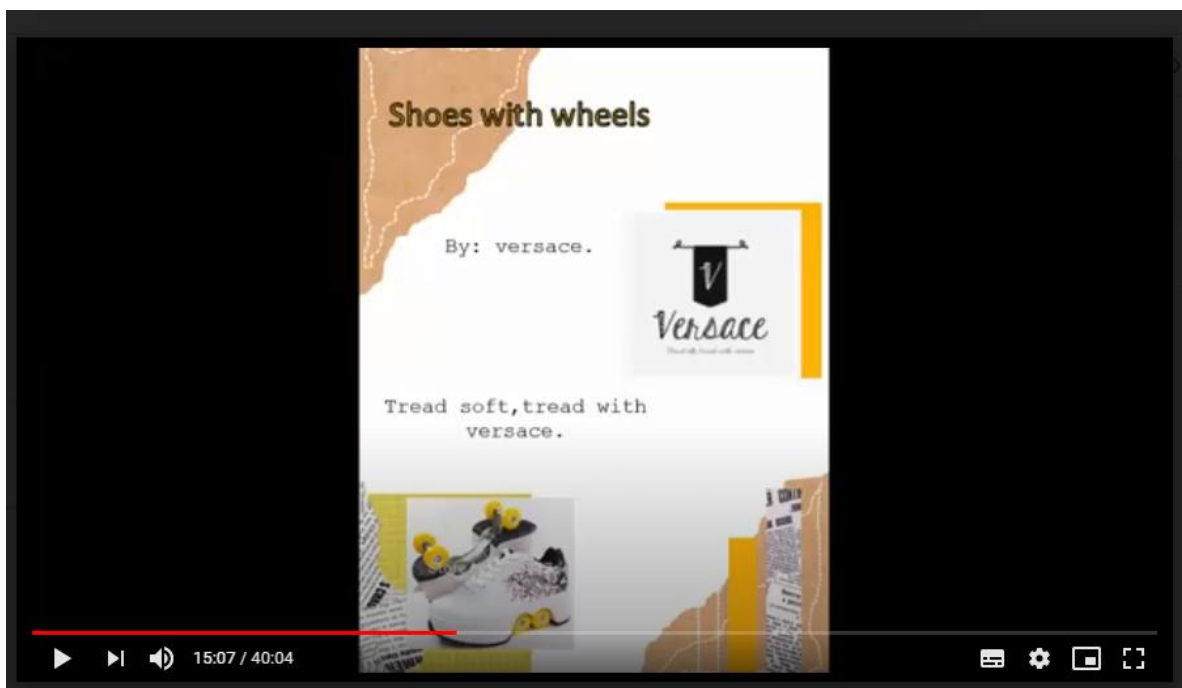 Shoes with wheels
By: versace.
V
Versace
Tread soft,tread with
versace.
15:07 / 40:04